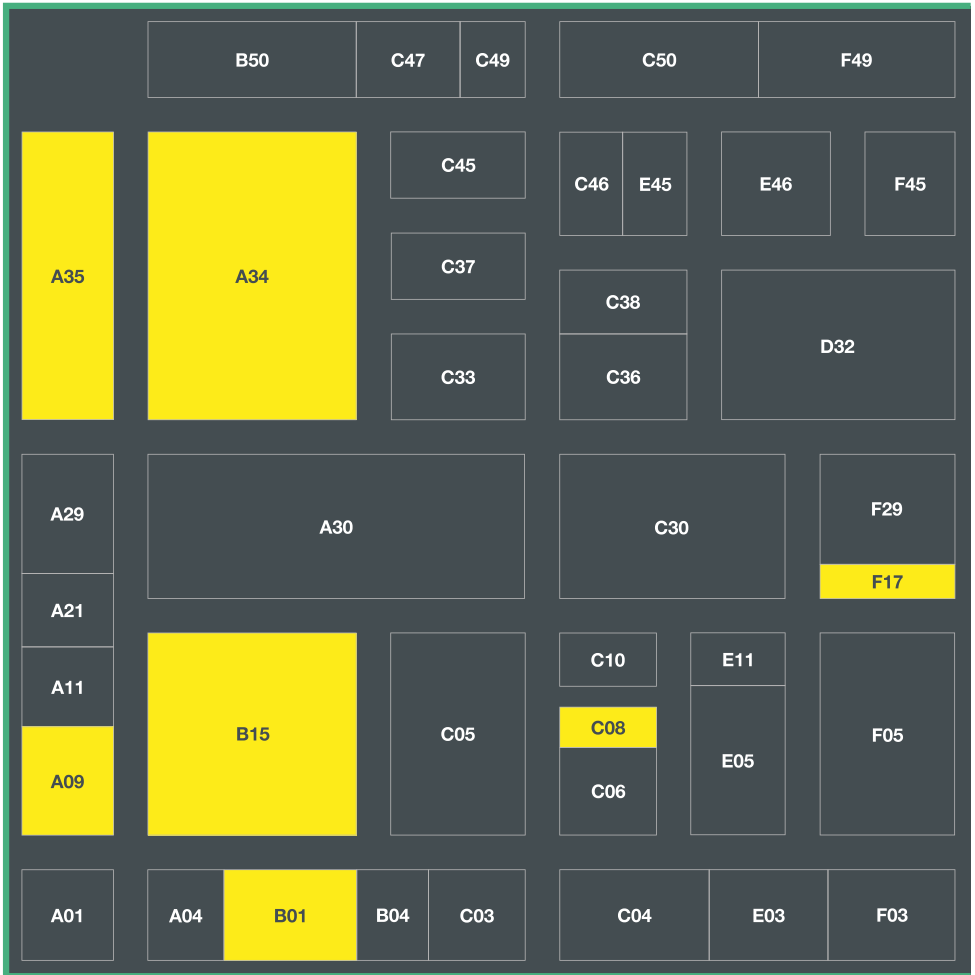 B50 C47 C49 C50 F49
C45
C46 E45 E46 F45
A35 A34 C37
C38
D32
C33 C36
A29 A30 C30 F29
F17
A21
C10 E11
A11
C08
B15 C05 F05
E05
A09 C06
A01 A04 B01 B04 C03 C04 E03 F03